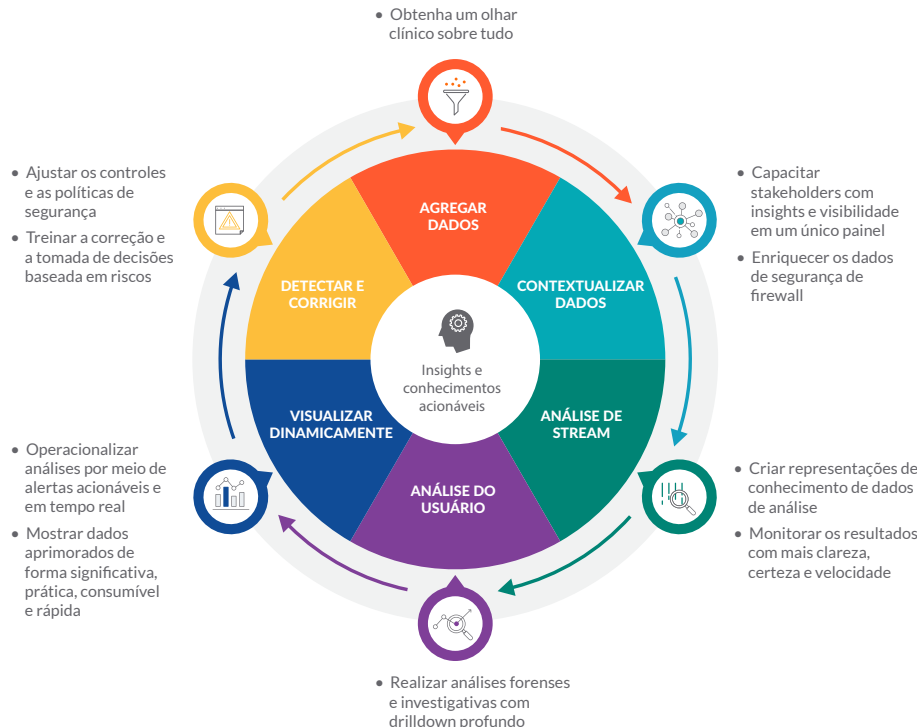 • Obtenha um olhar
clínico sobre tudo
• Ajustar os controles
e as políticas de
segurança
• Treinar a correção e
a tomada de decisões
baseada em riscos
• Capacitar
stakeholders com
insights e visibilidade
em um único painel
• Enriquecer os dados
de segurança de
firewall
AGREGAR
DADOS
DETECTAR E
CORRIGIR
CONTEXTUALIZAR
DADOS
Insights e
conhecimentos
acionáveis
VISUALIZAR
DINAMICAMENTE
ANÁLISE DE
STREAM
ANÁLISE DO
USUÁRIO
• Operacionalizar
análises por meio de
alertas acionáveis e
em tempo real
• Mostrar dados
aprimorados de
forma significativa,
prática, consumível
e rápida
• Criar representações de
conhecimento de dados
de análise
• Monitorar os resultados
com mais clareza,
certeza e velocidade
• Realizar análises forenses
e investigativas com
drilldown profundo